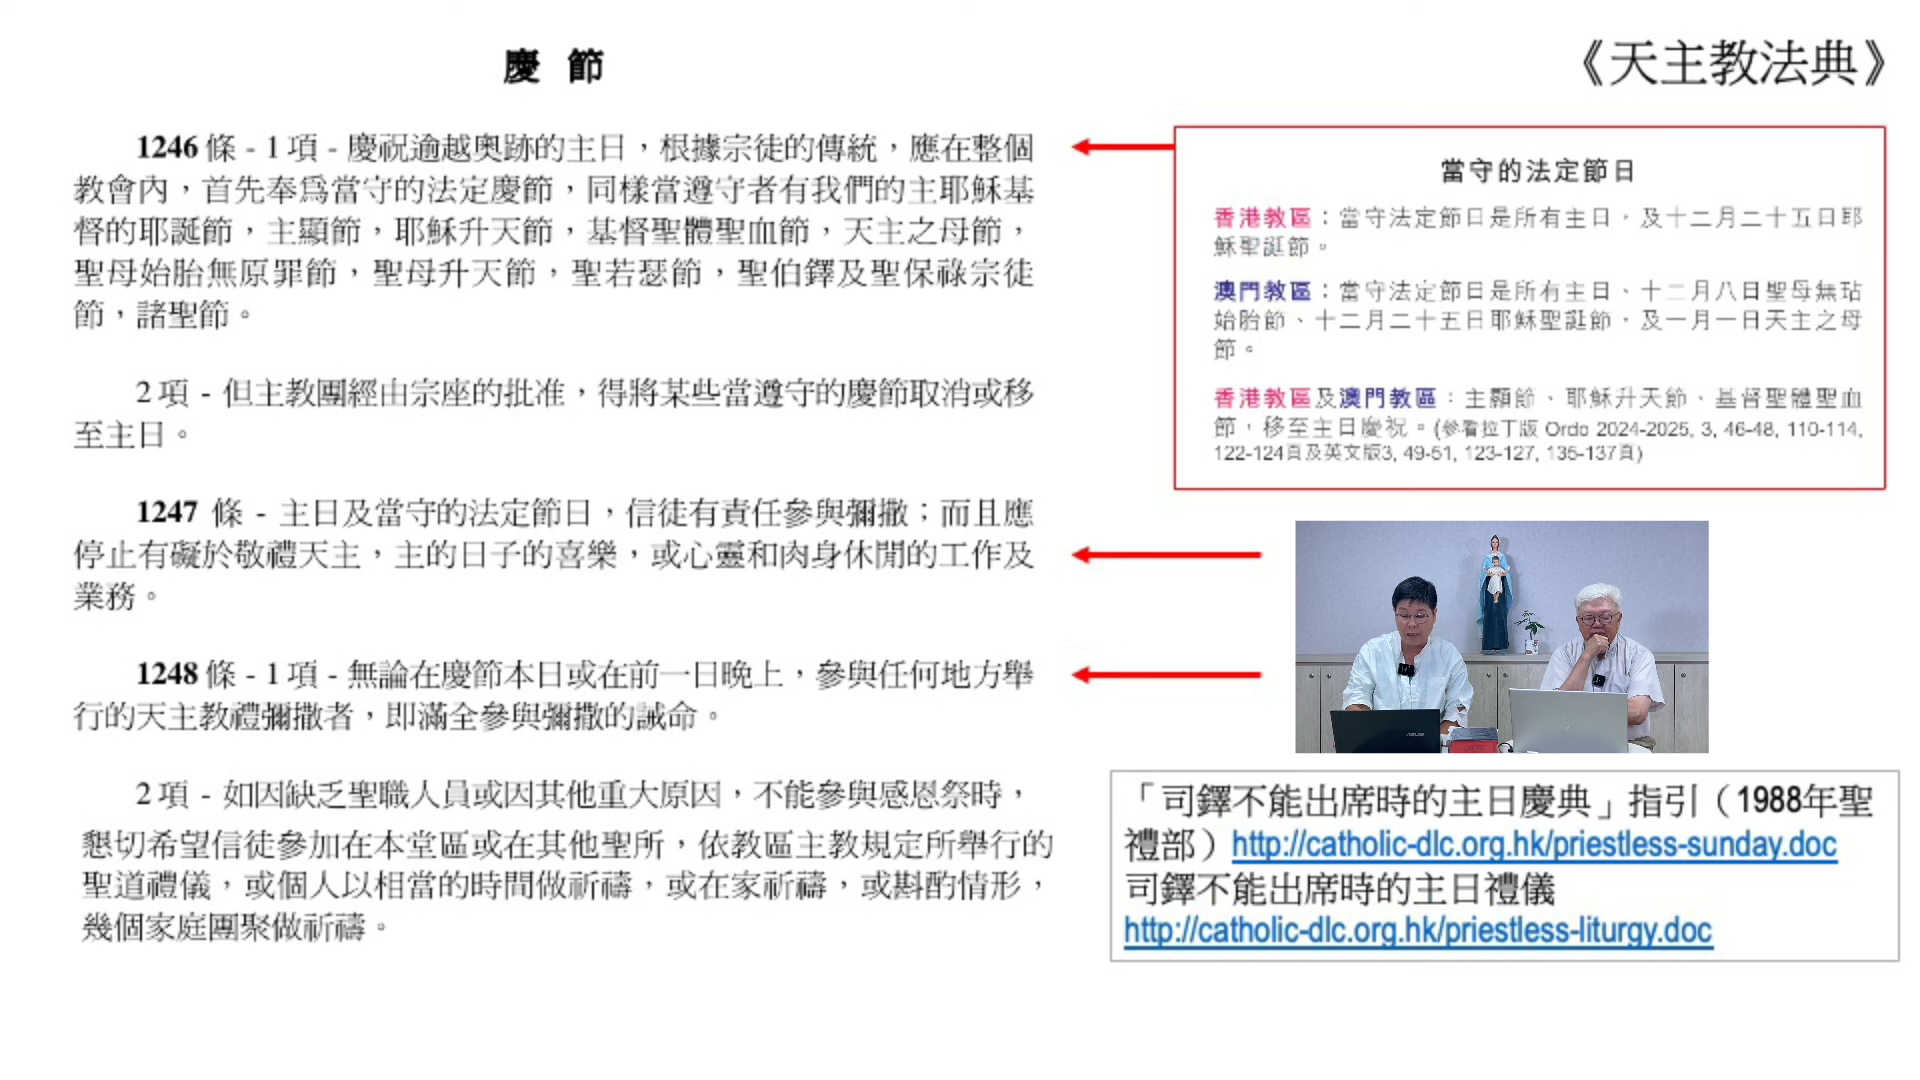 慶 節
《天主教法典》
1246 條 - 1 項 - 慶祝逾越奧跡的主日，根據宗徒的傳統，應在整個
教會內，首先奉爲當守的法定慶節，同樣當遵守者有我們的主耶穌基
督的耶誕節，主顯節，耶穌升天節，基督聖體聖血節，天主之母節，
聖母始胎無原罪節，聖母升天節，聖若瑟節，聖伯鐸及聖保祿宗徒
節，諸聖節。
2 項 - 但主教團經由宗座的批准，得將某些當遵守的慶節取消或移
至主日。
1247 條 - 主日及當守的法定節日，信徒有責任參與彌撒；而且應
停止有礙於敬禮天主，主的日子的喜樂，或心靈和肉身休閒的工作及
業務。
1248 條 - 1 項 - 無論在慶節本日或在前一日晚上，參與任何地方舉
行的天主教禮彌撒者，即滿全參與彌撒的誡命。
2 項 - 如因缺乏聖職人員或因其他重大原因，不能參與感恩祭時，
懇切希望信徒參加在本堂區或在其他聖所，依教區主教規定所舉行的
聖道禮儀，或個人以相當的時間做祈禱，或在家祈禱，或斟酌情形，
幾個家庭團聚做祈禱。
當守的法定節日
香港教區：當守法定節日是所有主日，及十二月二十五日耶
穌聖誕節。
澳門教區：當守法定節日是所有主日、十二月八日聖母無玷
始胎節、十二月二十五日耶穌聖誕節，及一月一日天主之母
節。
香港教區及澳門教區：主顯節、耶穌升天節、基督聖體聖血
節，移至主日慶祝。(參看拉丁版 Ordo 2024-2025, 3, 46-48, 110-114,
122-124頁及英文版3, 49-51, 123-127, 135-137頁)
ASUS
「司鐸不能出席時的主日慶典」指引（1988年聖
禮部）http://catholic-dlc.org.hk/priestless-sunday.doc
司鐸不能出席時的主日禮儀
http://catholic-dlc.org.hk/priestless-liturgy.doc